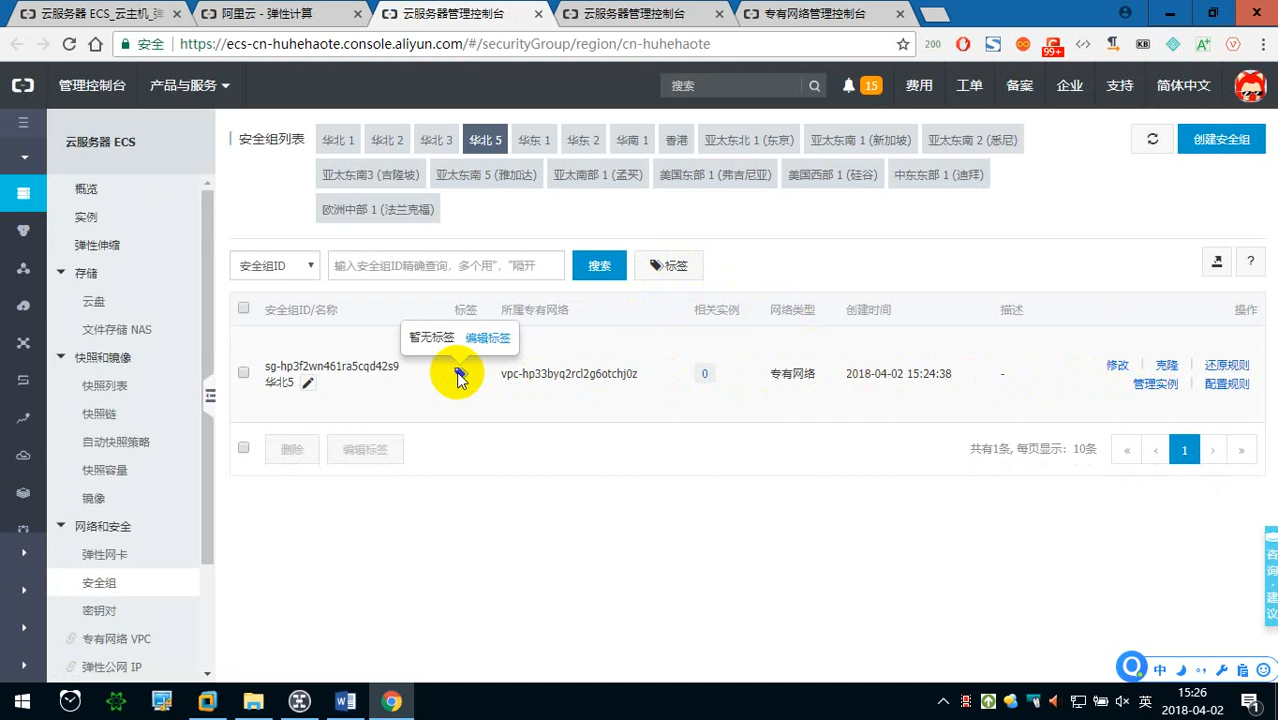 云服务器 ECS_云主机_弹
阿里云 - 弹性计算
云服务器管理控制台
云服务器管理控制台
专有网络管理控制台
安全 https://ecs-cn-huhehaote.console.aliyun.com/#/securityGroup/region/cn-huhehaote
200
99+
KB
管理控制台 产品与服务 搜索 15 费用 工单 备案 企业 支持 简体中文
云服务器 ECS
概览
实例
弹性伸缩
存储
云盘
文件存储 NAS
快照和镜像
快照列表
快照链
自动快照策略
快照容量
镜像
网络和安全
弹性网卡
安全组
密钥对
专有网络 VPC
弹性公网 IP
安全组列表 华北 1 华北 2 华北 3 华北 5 华东 1 华东 2 华南 1 香港 亚太东北 1 (东京) 亚太东南 1 (新加坡) 亚太东南 2 (悉尼) 创建安全组
亚太东南3 (吉隆坡) 亚太东南 5 (雅加达) 亚太南部 1 (孟买) 美国东部 1 (弗吉尼亚) 美国西部 1 (硅谷) 中东东部 1 (迪拜)
欧洲中部 1 (法兰克福)
安全组ID 输入安全组ID精确查询，多个用","隔开 搜索 标签 ?
安全组ID/名称 标签 所属专有网络 相关实例 网络类型 创建时间 描述 操作
暂无标签 编辑标签
sg-hp3f2wn461ra5cqd42s9
华北5
vpc-hp33byq2rcl2g6otchj0z 0 专有网络 2018-04-02 15:24:38 -
修改 克隆 还原规则
管理实例 配置规则
删除 编辑标签 共有1条, 每页显示: 10条 « ‹ 1 › »
咨询·建议
中
英
15:26
2018-04-02
1